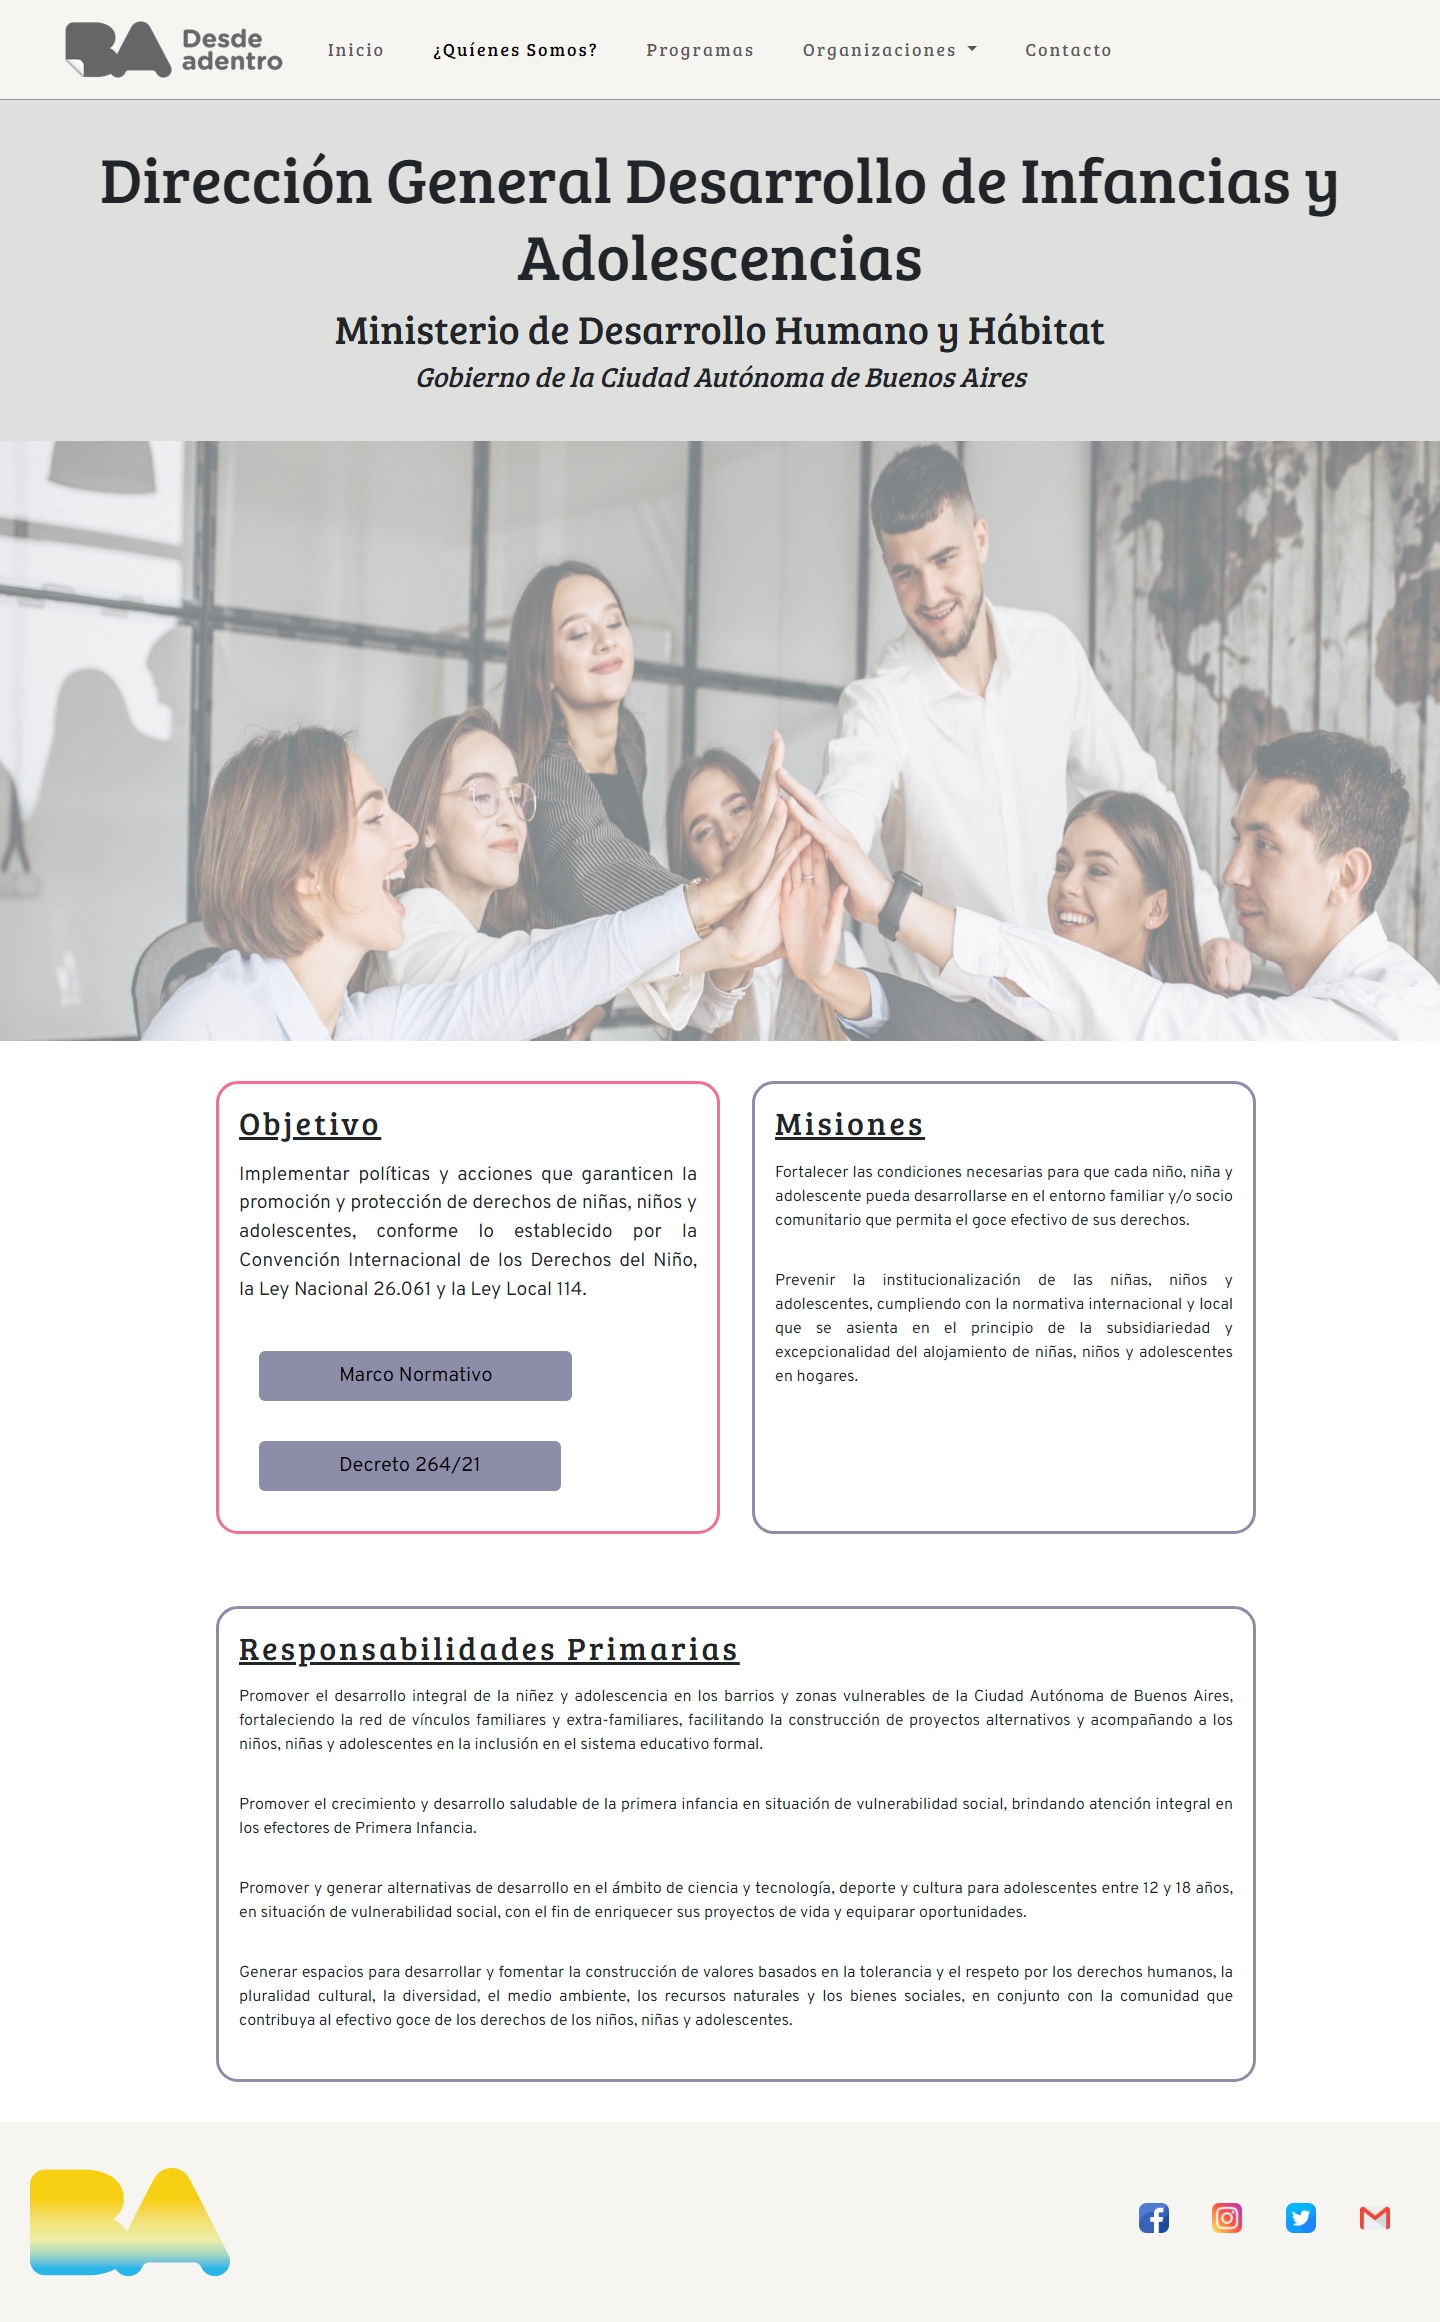 BA Desde
adentro
Inicio ¿Quíenes Somos? Programas Organizaciones Contacto
Dirección General Desarrollo de Infancias y
Adolescencias
Ministerio de Desarrollo Humano y Hábitat
Gobierno de la Ciudad Autónoma de Buenos Aires
Objetivo
Implementar políticas y acciones que garanticen la
promoción y protección de derechos de niñas, niños y
adolescentes, conforme lo establecido por la
Convención Internacional de los Derechos del Niño,
la Ley Nacional 26.061 y la Ley Local 114.
Marco Normativo
Decreto 264/21
Misiones
Fortalecer las condiciones necesarias para que cada niño, niña y
adolescente pueda desarrollarse en el entorno familiar y/o socio
comunitario que permita el goce efectivo de sus derechos.
Prevenir la institucionalización de las niñas, niños y
adolescentes, cumpliendo con la normativa internacional y local
que se asienta en el principio de la subsidiariedad y
excepcionalidad del alojamiento de niñas, niños y adolescentes
en hogares.
Responsabilidades Primarias
Promover el desarrollo integral de la niñez y adolescencia en los barrios y zonas vulnerables de la Ciudad Autónoma de Buenos Aires,
fortaleciendo la red de vínculos familiares y extra-familiares, facilitando la construcción de proyectos alternativos y acompañando a los
niños, niñas y adolescentes en la inclusión en el sistema educativo formal.
Promover el crecimiento y desarrollo saludable de la primera infancia en situación de vulnerabilidad social, brindando atención integral en
los efectores de Primera Infancia.
Promover y generar alternativas de desarrollo en el ámbito de ciencia y tecnología, deporte y cultura para adolescentes entre 12 y 18 años,
en situación de vulnerabilidad social, con el fin de enriquecer sus proyectos de vida y equiparar oportunidades.
Generar espacios para desarrollar y fomentar la construcción de valores basados en la tolerancia y el respeto por los derechos humanos, la
pluralidad cultural, la diversidad, el medio ambiente, los recursos naturales y los bienes sociales, en conjunto con la comunidad que
contribuya al efectivo goce de los derechos de los niños, niñas y adolescentes.
BA